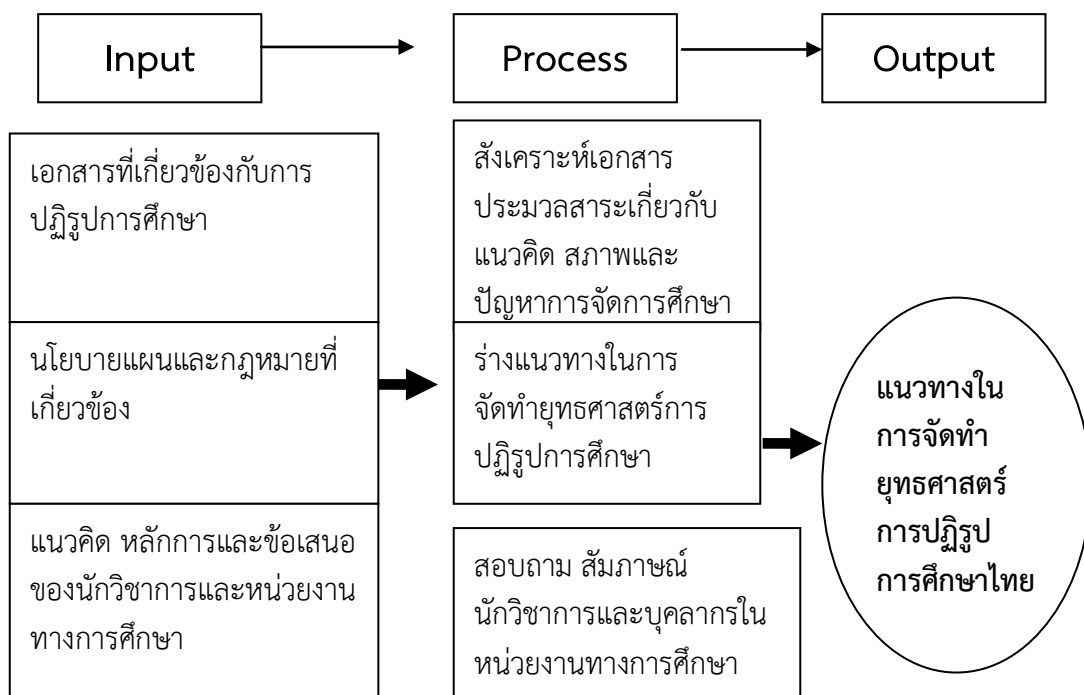 Input
Process
Output
เอกสารที่เกี่ยวข้องกับการ
ปฏิรูปการศึกษา
นโยบายแผนและกฎหมายที่
เกี่ยวข้อง
แนวคิด หลักการและข้อเสนอ
ของนักวิชาการและหน่วยงาน
ทางการศึกษา
สังเคราะห์เอกสาร
ประมวลสาระเกี่ยวกับ
แนวคิด สภาพและ
ปัญหาการจัดการศึกษา
ร่างแนวทางในการ
จัดทำยุทธศาสตร์การ
ปฏิรูปการศึกษา
สอบถาม สัมภาษณ์
นักวิชาการและบุคลากรใน
หน่วยงานทางการศึกษา
แนวทางใน
การจัดทำ
ยุทธศาสตร์
การปฏิรูป
การศึกษาไทย